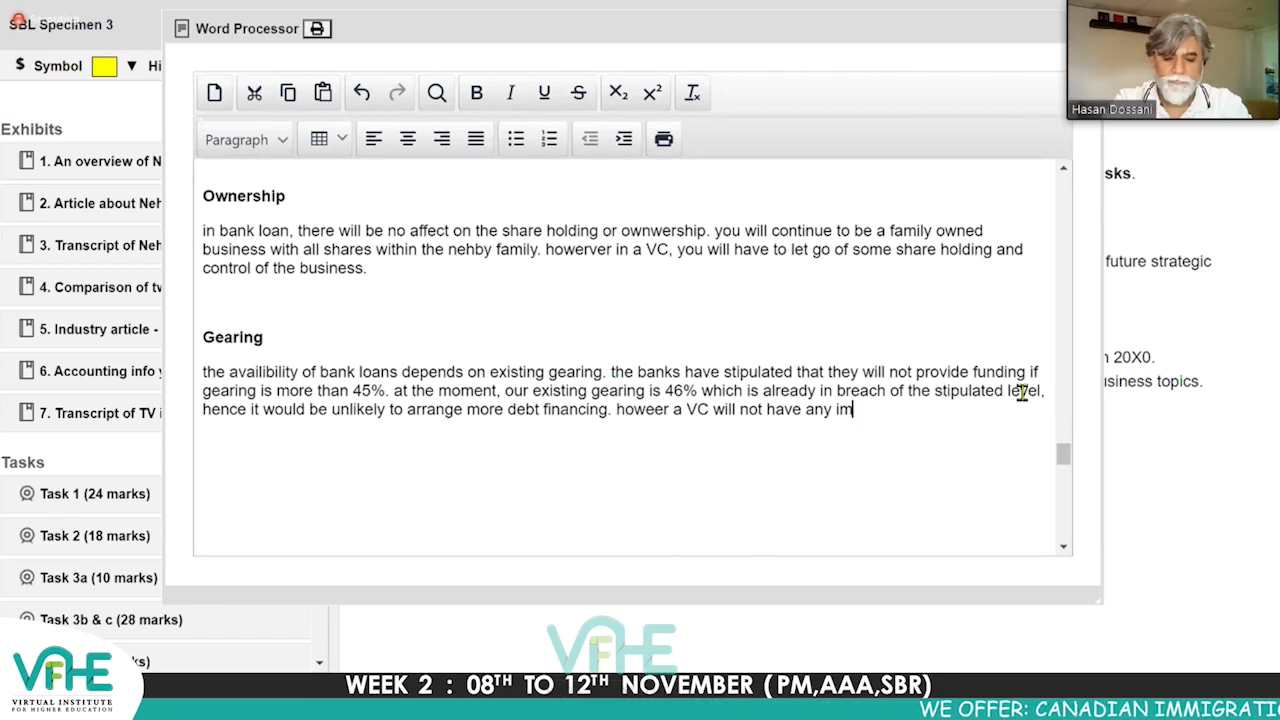 SBL Specimen 3
Word Processor
$ Symbol
Hi
Paragraph
Hasan Dossani
Exhibits
1. An overview of N
2. Article about Neh
3. Transcript of Neh
4. Comparison of tw
5. Industry article -
6. Accounting info y
7. Transcript of TV i
Tasks
Task 1 (24 marks)
Task 2 (18 marks)
Task 3a (10 marks)
Task 3b & c (28 marks)
Ownership
in bank loan, there will be no affect on the share holding or ownwership. you will continue to be a family owned
business with all shares within the nehby family. howerver in a VC, you will have to let go of some share holding and
control of the business.
Gearing
the availibility of bank loans depends on existing gearing. the banks have stipulated that they will not provide funding if
gearing is more than 45%. at the moment, our existing gearing is 46% which is already in breach of the stipulated level,
hence it would be unlikely to arrange more debt financing. howeer a VC will not have any im
sks.
future strategic
n 20X0.
usiness topics.
VFHE
VIRTUAL INSTITUTE
FOR HIGHER EDUCATION
VFHE
WEEK 2 : 08TH TO 12TH NOVEMBER (PM,AAA,SBR)
WE OFFER: CANADIAN IMMIGRATI